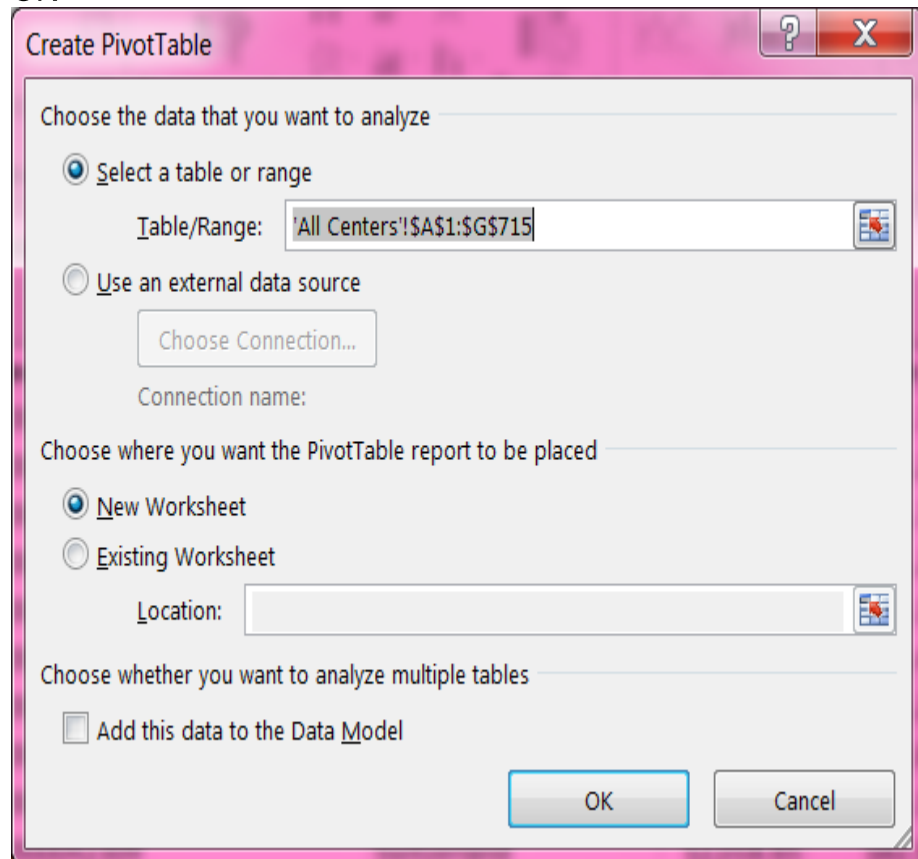 Create PivotTable
? X
Choose the data that you want to analyze
Select a table or range
Table/Range: 'All Centers'!$A$1:$G$715
Use an external data source
Choose Connection...
Connection name:
Choose where you want the PivotTable report to be placed
New Worksheet
Existing Worksheet
Location:
Choose whether you want to analyze multiple tables
Add this data to the Data Model
OK Cancel